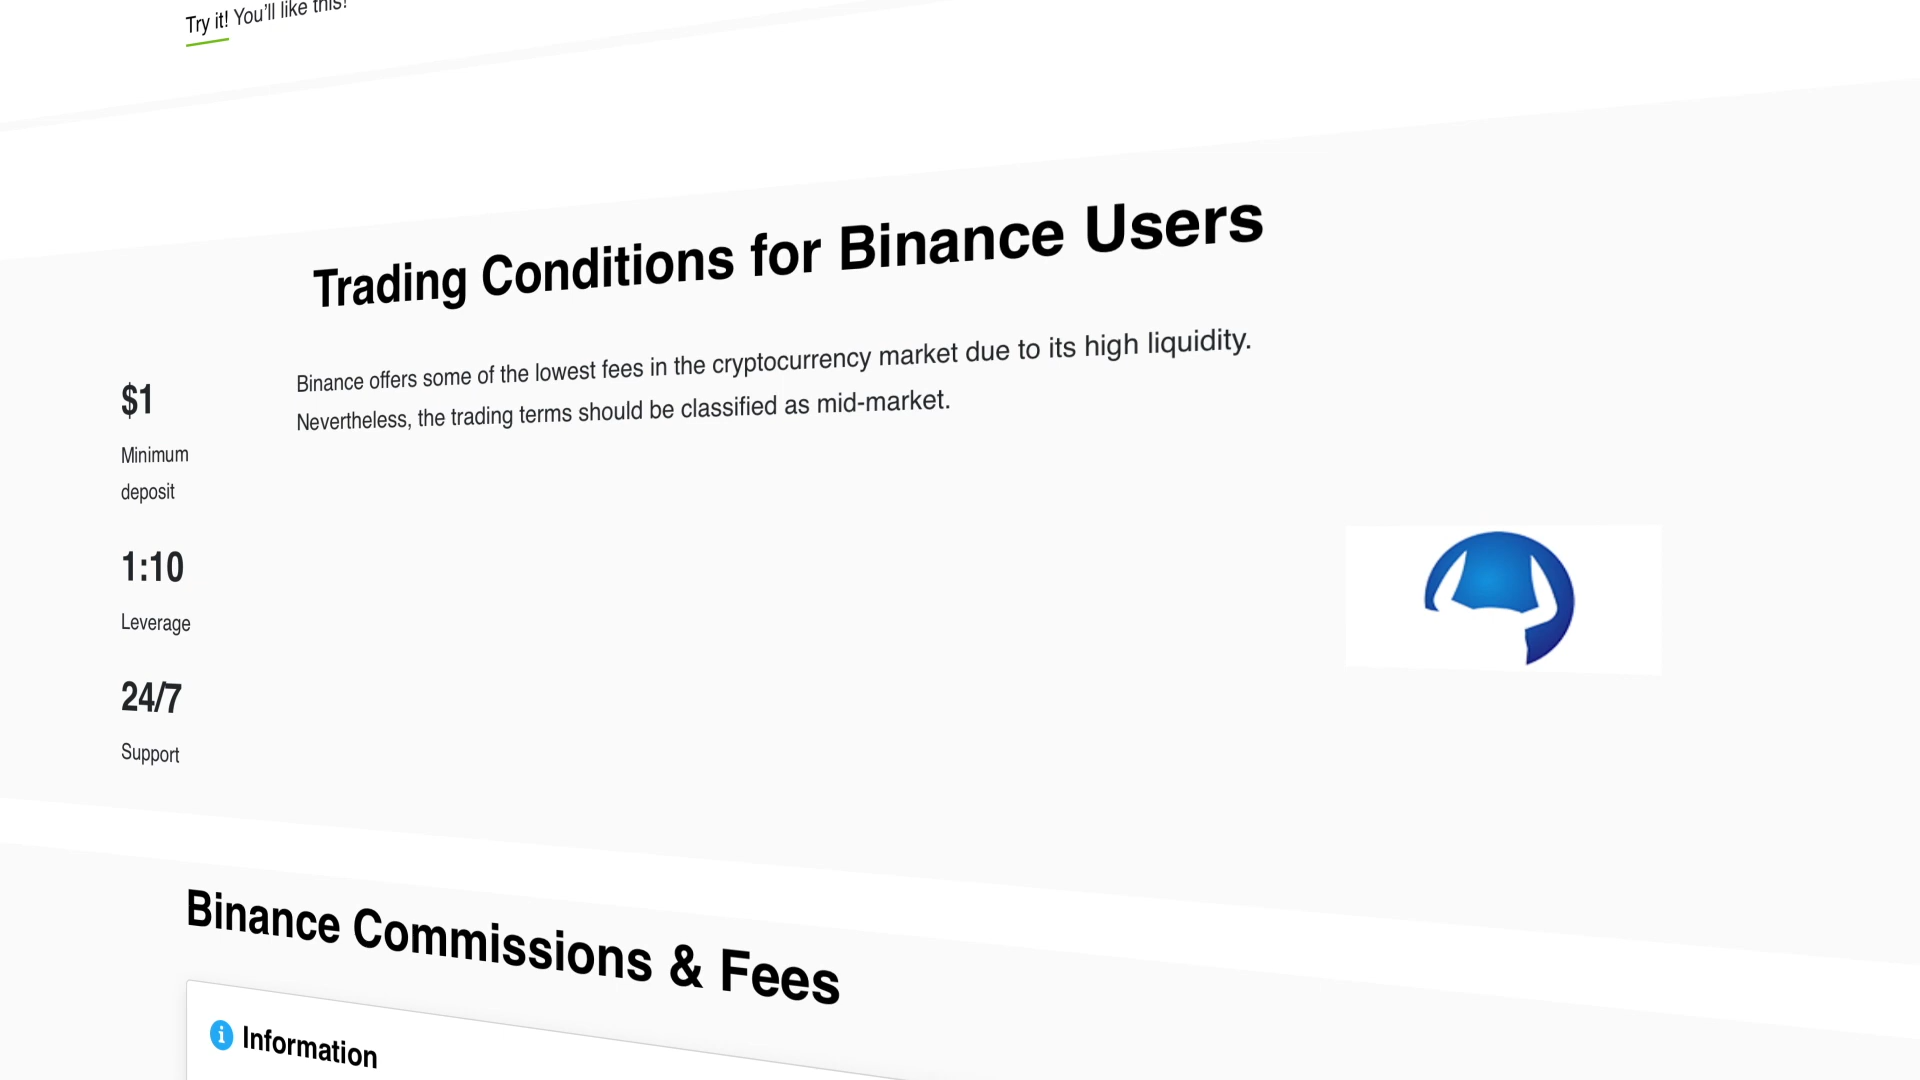 Try it! You'll like this!
Trading Conditions for Binance Users
$1
Minimum
deposit
1:10
Leverage
24/7
Support
Binance offers some of the lowest fees in the cryptocurrency market due to its high liquidity.
Nevertheless, the trading terms should be classified as mid-market.
Binance Commissions & Fees
Information